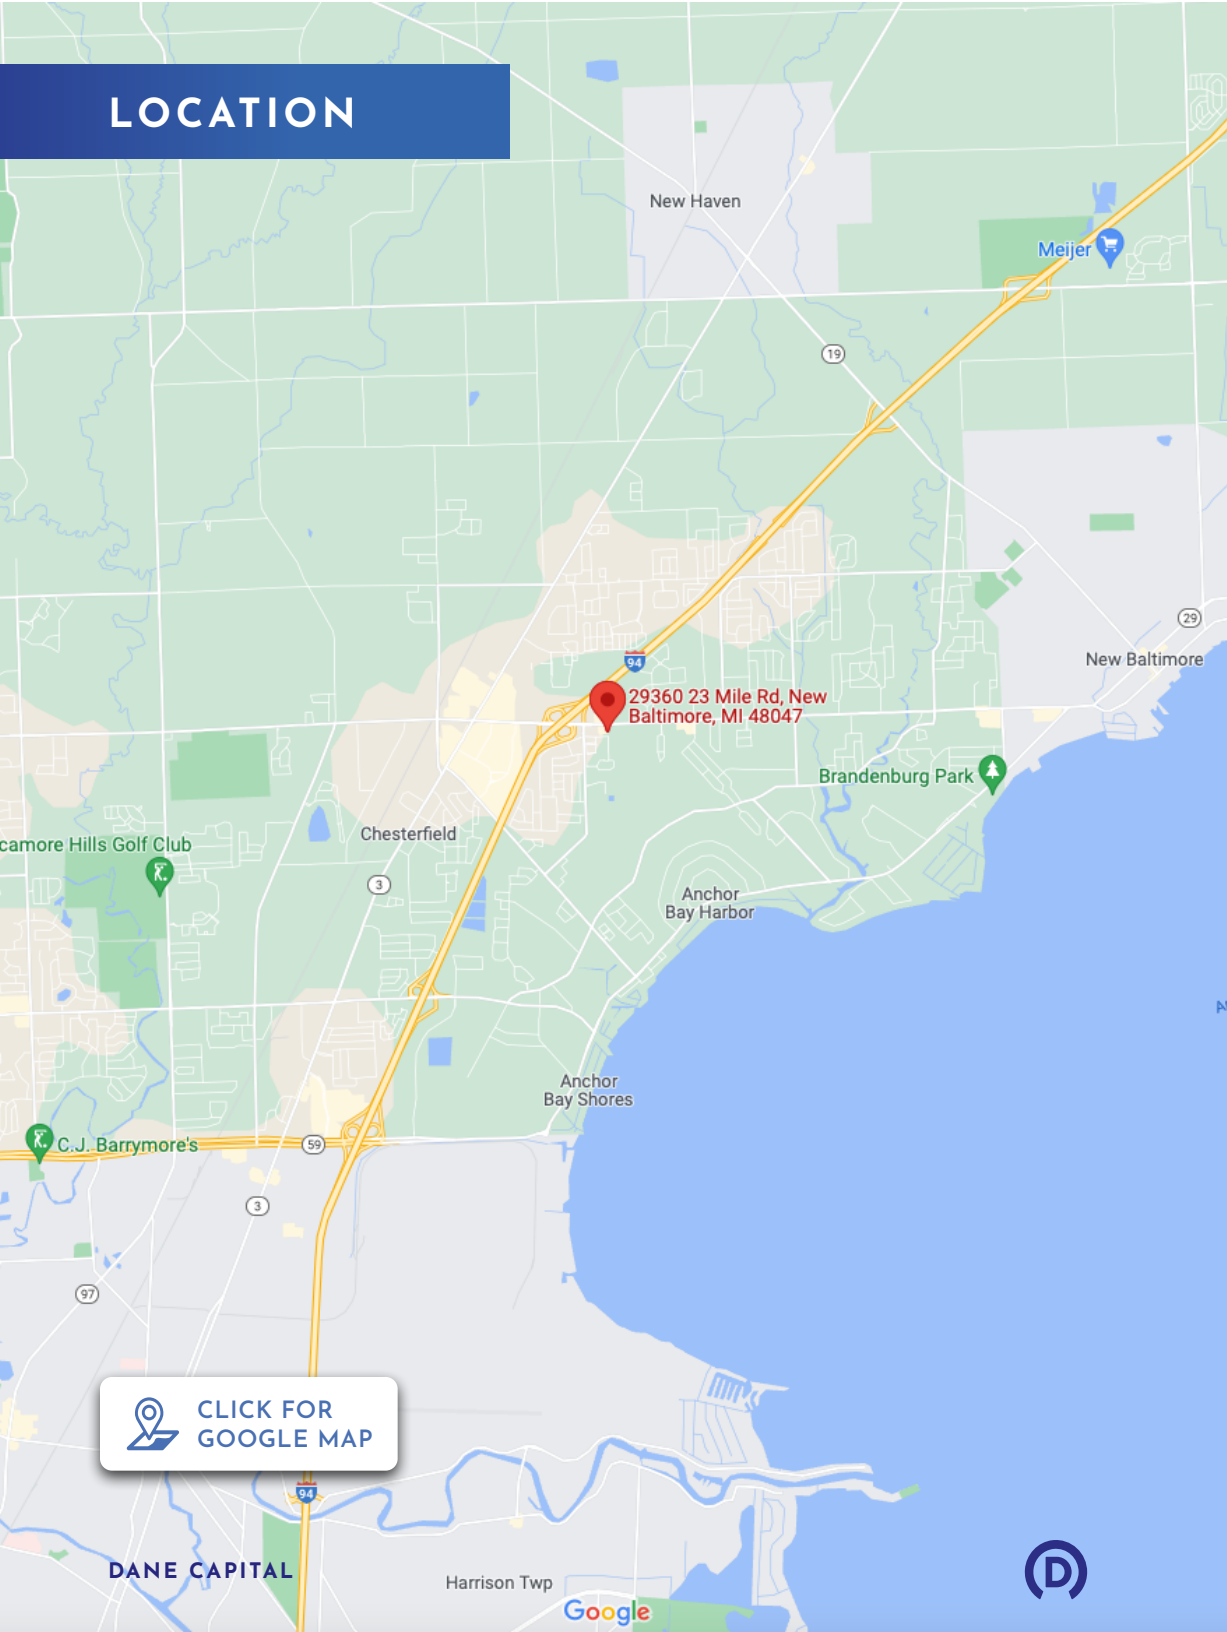 LOCATION
New Haven
Meijer
19
29
New Baltimore
94
29360 23 Mile Rd, New
Baltimore, MI 48047
Brandenburg Park
Chesterfield
camore Hills Golf Club
3
Anchor
Bay Harbor
Anchor
Bay Shores
C.J. Barrymore's
59
3
97
CLICK FOR
GOOGLE MAP
94
DANE CAPITAL
D
Harrison Twp
Google